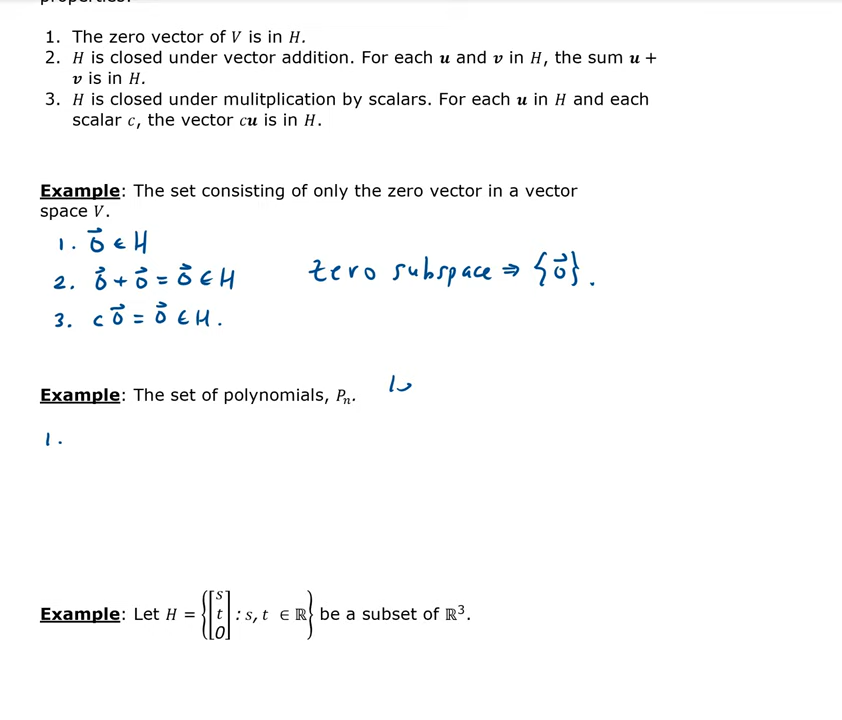 1. The zero vector of V is in H.
2. H is closed under vector addition. For each u and v in H, the sum u +
v is in H.
3. H is closed under mulitplication by scalars. For each u in H and each
scalar c, the vector cu is in H.
Example: The set consisting of only the zero vector in a vector
space V.
1. 0⃗ ∈ H
2. 0⃗ + 0⃗ = 0⃗ ∈ H
zero subspace ⇒ {0⃗}.
3. c 0⃗ = 0⃗ ∈ H.
Example: The set of polynomials, Pₙ.
1.
Example: Let H = {[s t 0] : s, t ∈ ℝ} be a subset of ℝ³.